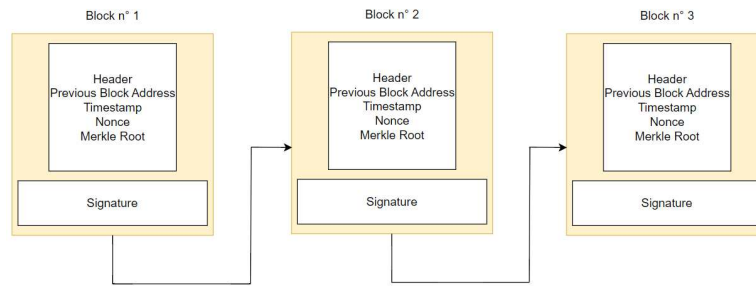 Block n° 1
Header
Previous Block Address
Timestamp
Nonce
Merkle Root
Signature
Block n° 2
Header
Previous Block Address
Timestamp
Nonce
Merkle Root
Signature
Block n° 3
Header
Previous Block Address
Timestamp
Nonce
Merkle Root
Signature